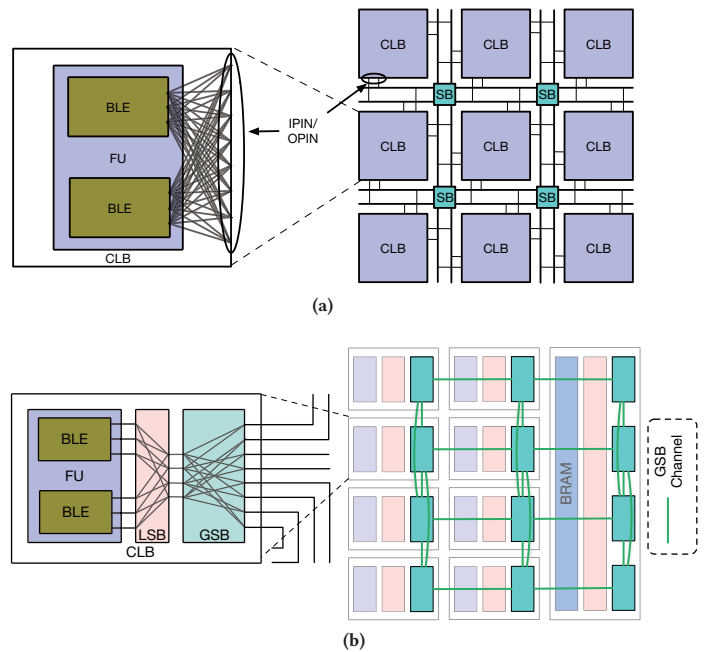 CLB CLB CLB
BLE
SB SB
IPIN/
OPIN
FU
CLB CLB CLB
BLE
SB SB
CLB
CLB CLB CLB
(a)
BLE
FU
BLE
LSB GSB
CLB
BRAM
GSB
Channel
(b)